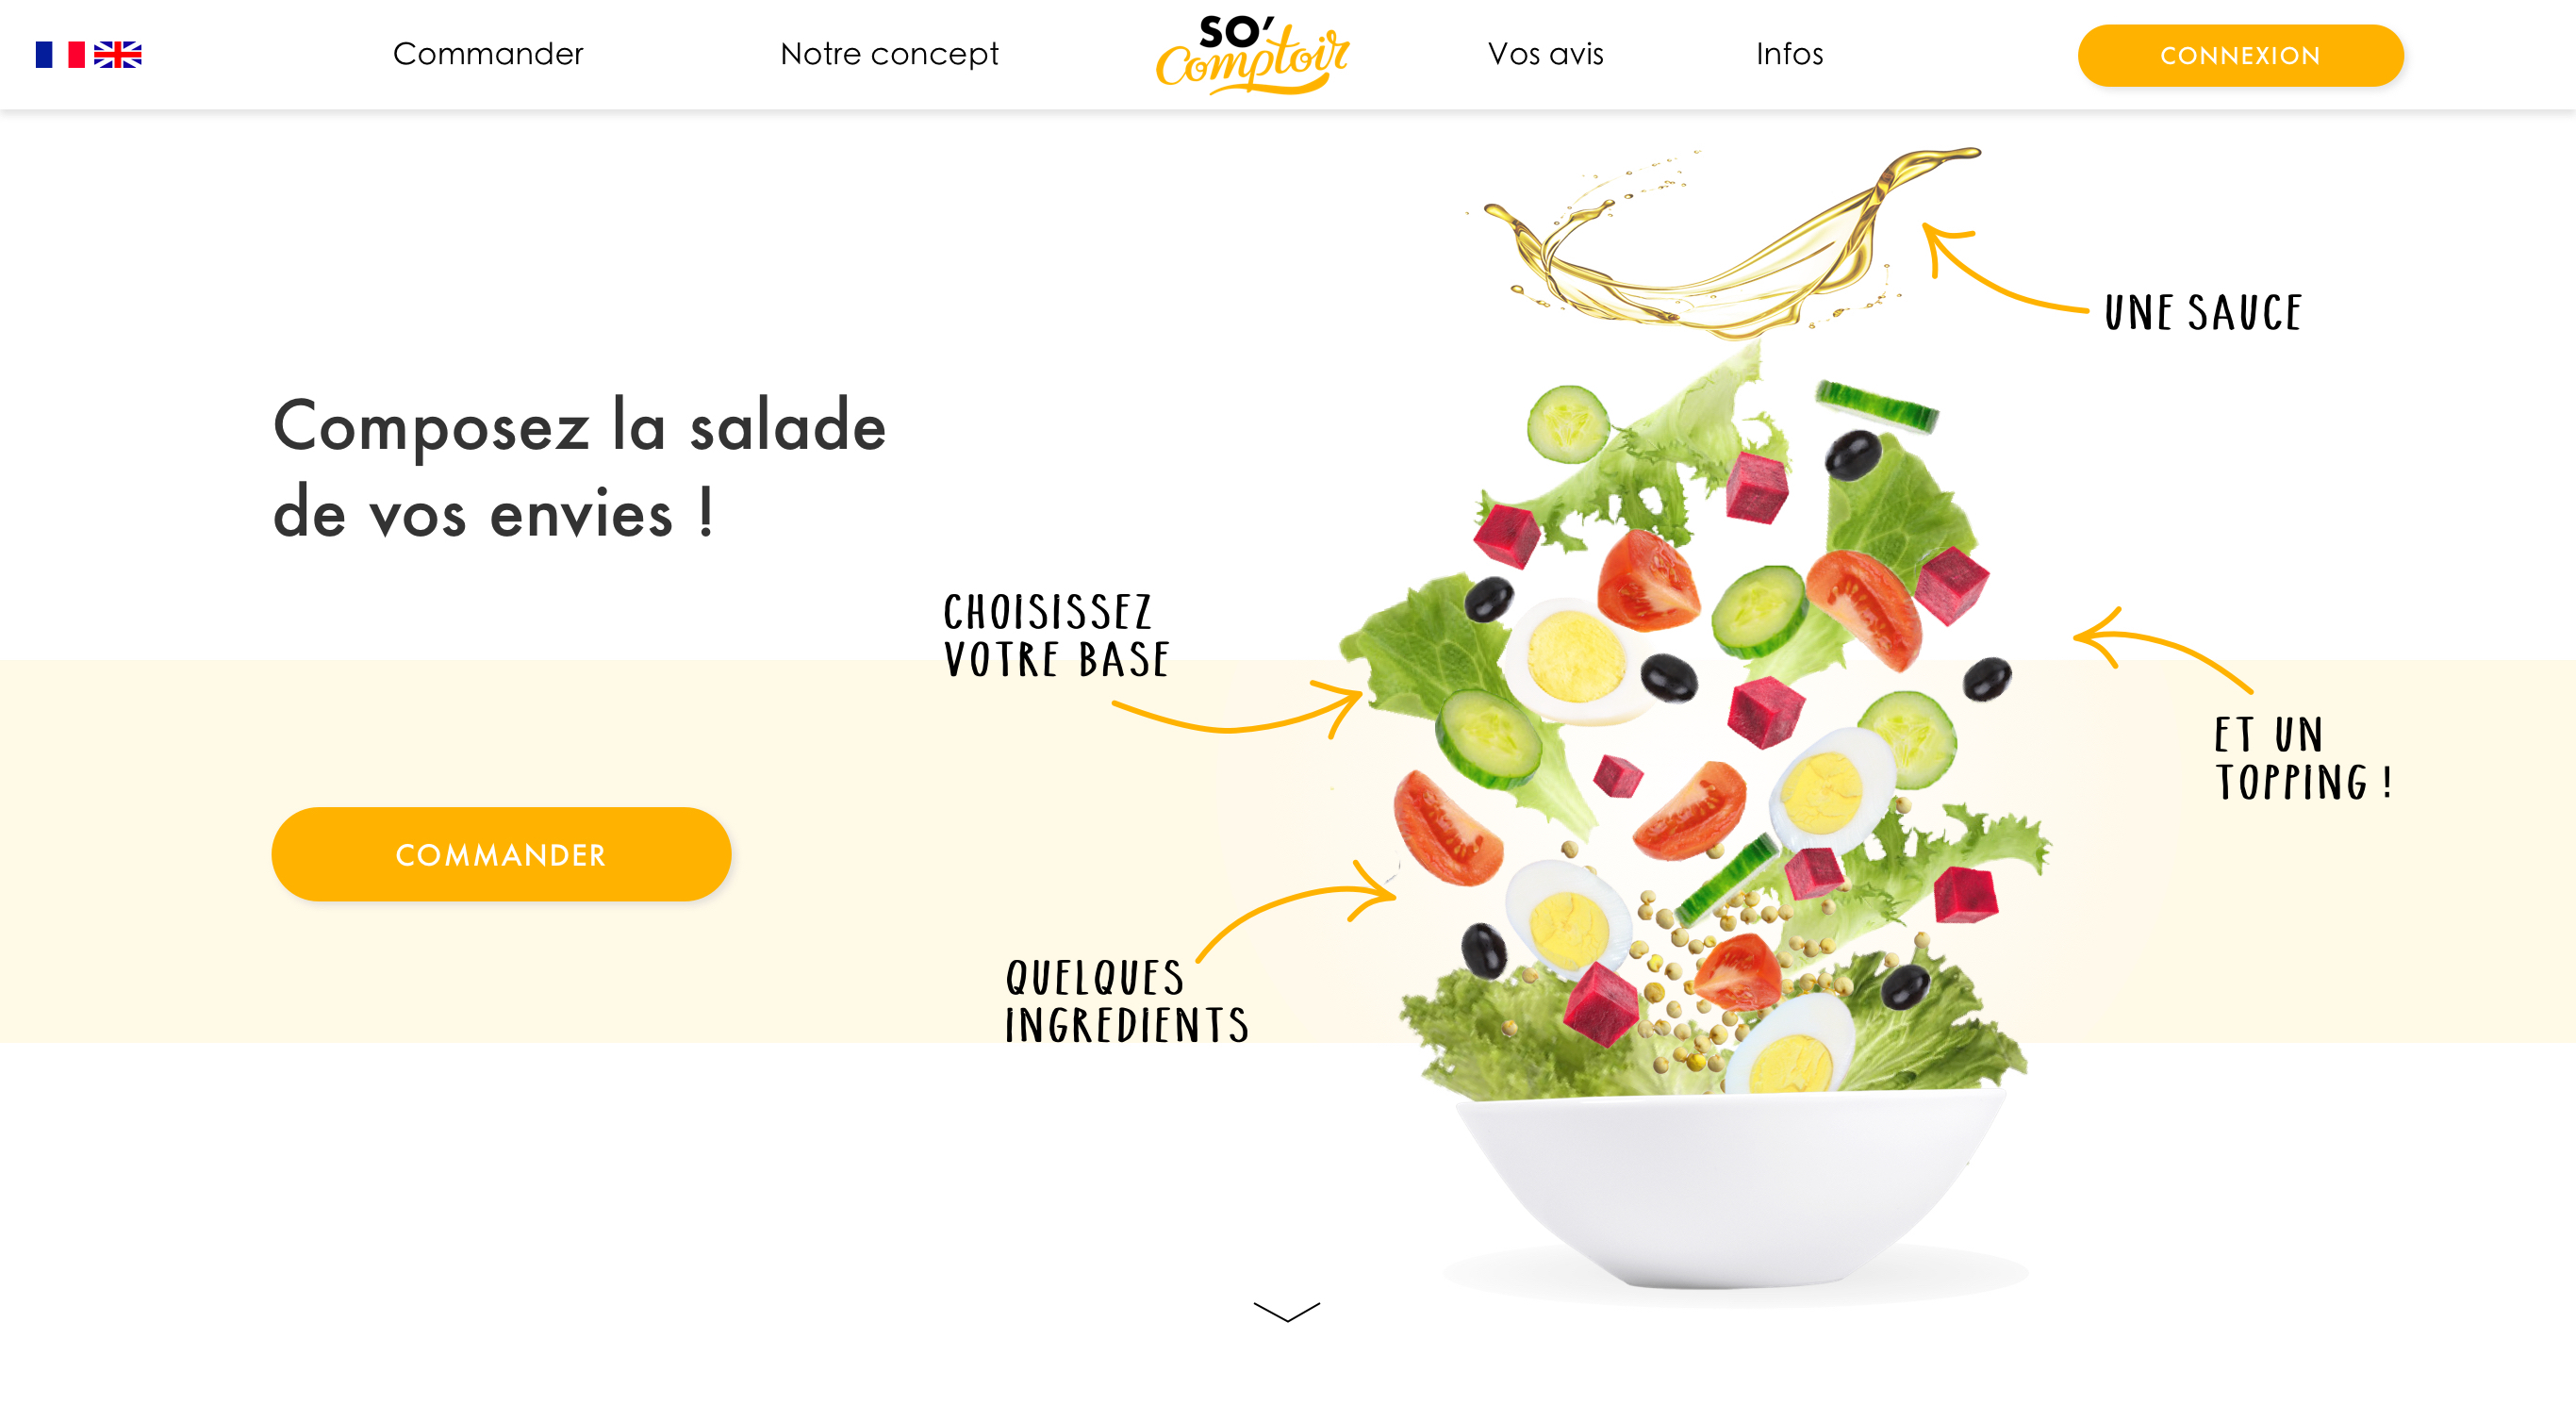 Commander
Notre concept
SO'
Comptoir
Vos avis
Infos
CONNEXION
UNE SAUCE
Composez la salade
de vos envies !
CHOISISSEZ
VOTRE BASE
ET UN
TOPPING !
COMMANDER
QUELQUES
INGREDIENTS